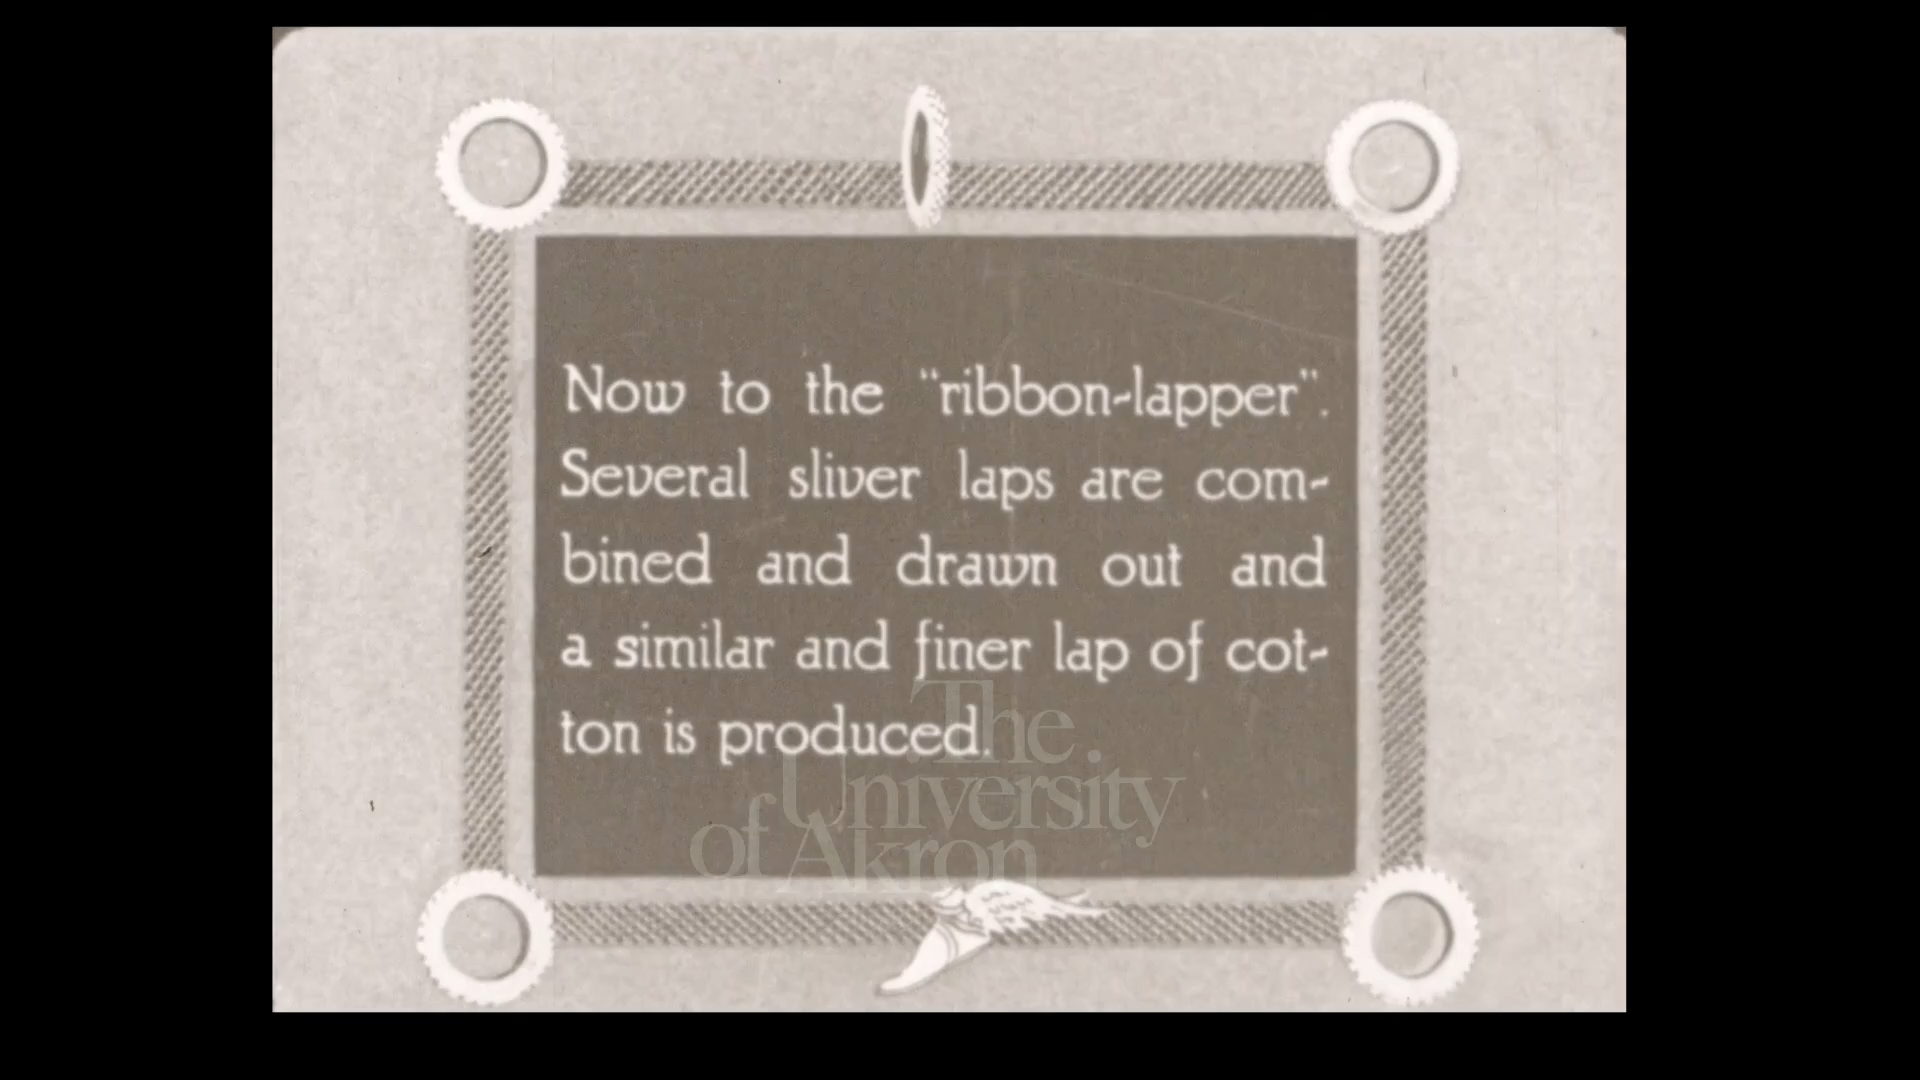 Now to the "ribbon-lapper".
Several sliver laps are com-
bined and drawn out and
a similar and finer lap of cot-
ton is produced.
The
University
of Akron